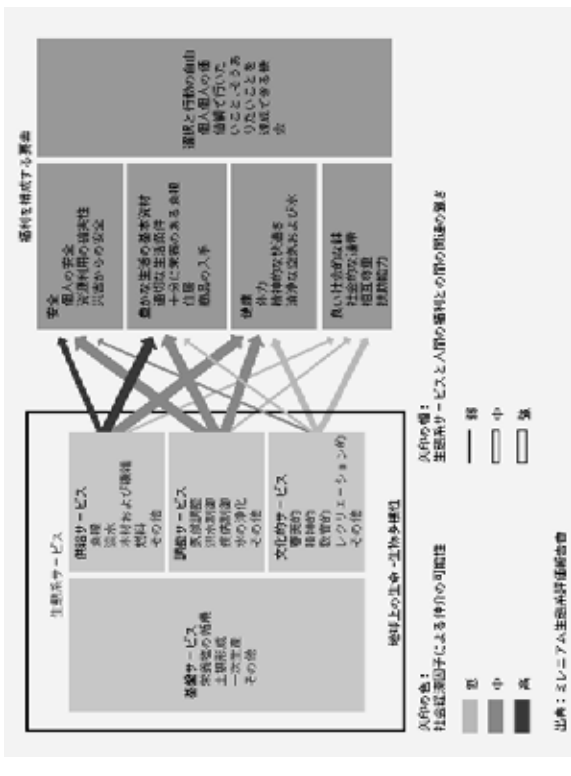 生態系サービス
基盤サービス
栄養塩の循環
土壌形成
一次生産
その他
供給サービス
食糧
淡水
木材および繊維
燃料
その他
調整サービス
気候調整
洪水制御
疾病制御
水の浄化
その他
文化的サービス
審美的
精神的
教育的
レクリエーション的
その他
地球上の生命-生物多様性
福利を構成する要素
安全
個人の安全
資源利用の確実性
災害からの安全
豊かな生活の基本資材
適切な生活条件
十分に栄養のある食糧
住居
商品の入手
健康
体力
精神的な快適さ
清浄な空気および水
良い社会的な絆
社会的な連帯
相互尊重
扶助能力
選択と行動の自由
個人個人の価
値観で行いた
いこと、そうあ
りたいことを
達成できる機
会
矢印の色:
社会経済因子による仲介の可能性
低
中
高
矢印の幅:
生態系サービスと人間の福利との間の関連の強さ
弱
中
強
出典:ミレニアム生態系評価報告書